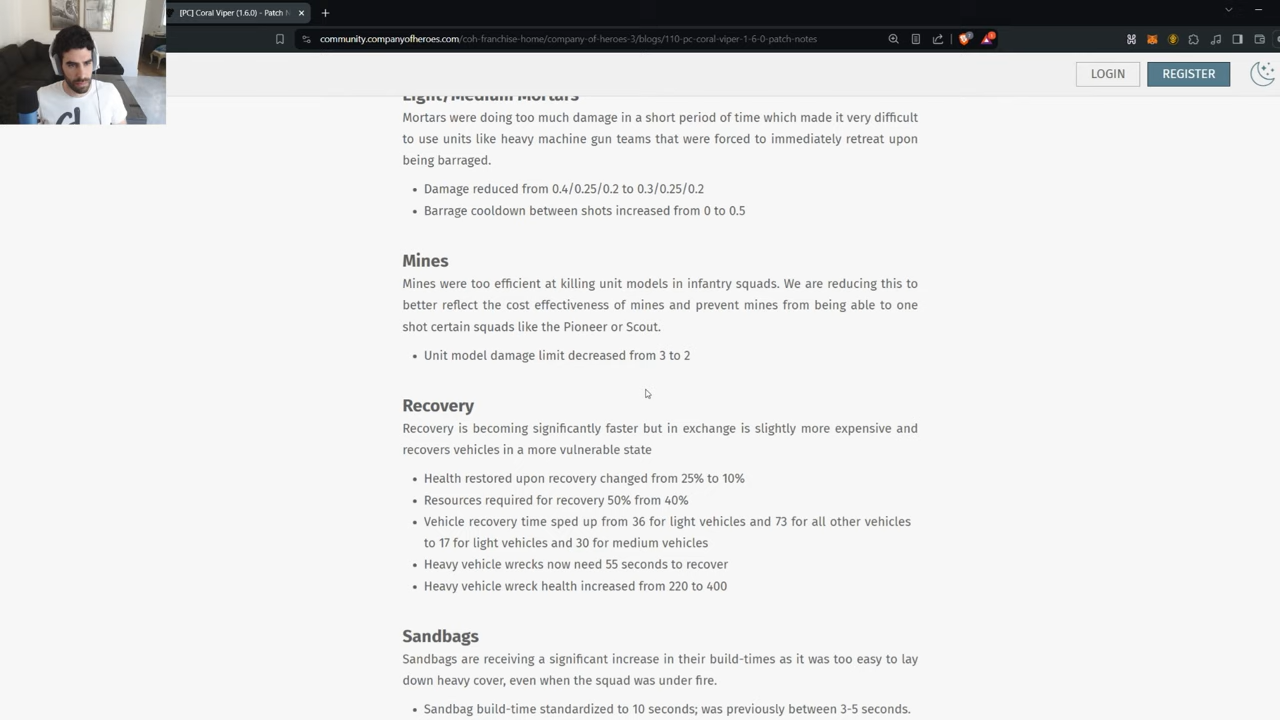 [PC] Coral Viper (1.6.0) - Patch N
community.companyofheroes.com/coh-franchise-home/company-of-heroes-3/blogs/110-pc-coral-viper-1-6-0-patch-notes
LOGIN
REGISTER
Light/Medium Mortars
Mortars were doing too much damage in a short period of time which made it very difficult
to use units like heavy machine gun teams that were forced to immediately retreat upon
being barraged.
• Damage reduced from 0.4/0.25/0.2 to 0.3/0.25/0.2
• Barrage cooldown between shots increased from 0 to 0.5
Mines
Mines were too efficient at killing unit models in infantry squads. We are reducing this to
better reflect the cost effectiveness of mines and prevent mines from being able to one
shot certain squads like the Pioneer or Scout.
• Unit model damage limit decreased from 3 to 2
Recovery
Recovery is becoming significantly faster but in exchange is slightly more expensive and
recovers vehicles in a more vulnerable state
• Health restored upon recovery changed from 25% to 10%
• Resources required for recovery 50% from 40%
• Vehicle recovery time sped up from 36 for light vehicles and 73 for all other vehicles
to 17 for light vehicles and 30 for medium vehicles
• Heavy vehicle wrecks now need 55 seconds to recover
• Heavy vehicle wreck health increased from 220 to 400
Sandbags
Sandbags are receiving a significant increase in their build-times as it was too easy to lay
down heavy cover, even when the squad was under fire.
• Sandbag build-time standardized to 10 seconds; was previously between 3-5 seconds.